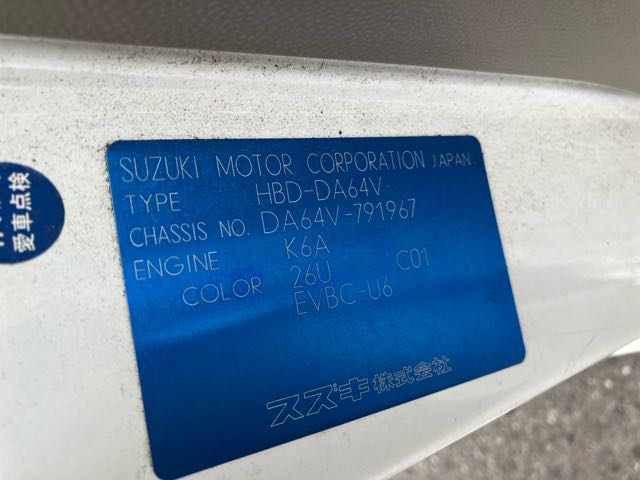 SUZUKI MOTOR CORPORATION JAPAN
TYPE HBD-DA64V
CHASSIS NO. DA64V-791967
ENGINE K6A
COLOR 26U C01
EVBC-U6
スズキ株式会社
愛車点検